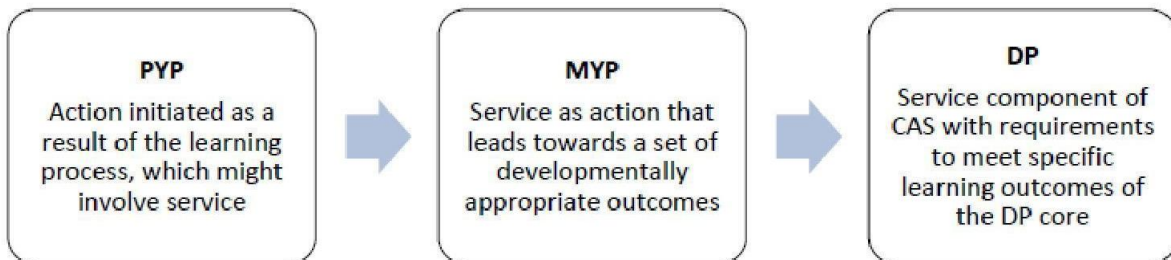 PYP
Action initiated as a
result of the learning
process, which might
involve service
MYP
Service as action that
leads towards a set of
developmentally
appropriate outcomes
DP
Service component of
CAS with requirements
to meet specific
learning outcomes of
the DP core